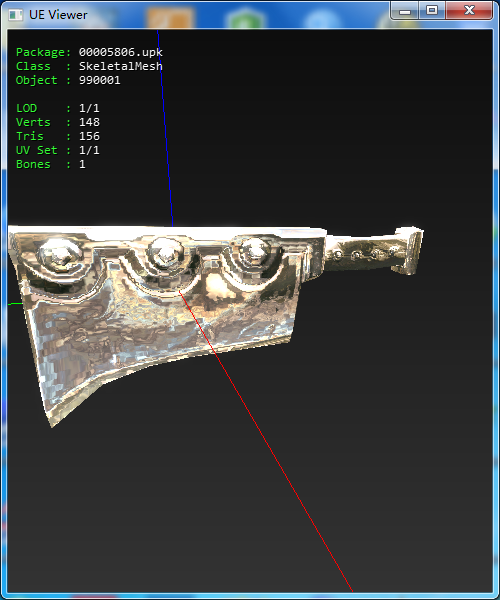 UE Viewer
Package: 00005806.upk
Class : SkeletalMesh
Object : 990001
LOD : 1/1
Verts : 148
Tris : 156
UV Set : 1/1
Bones : 1